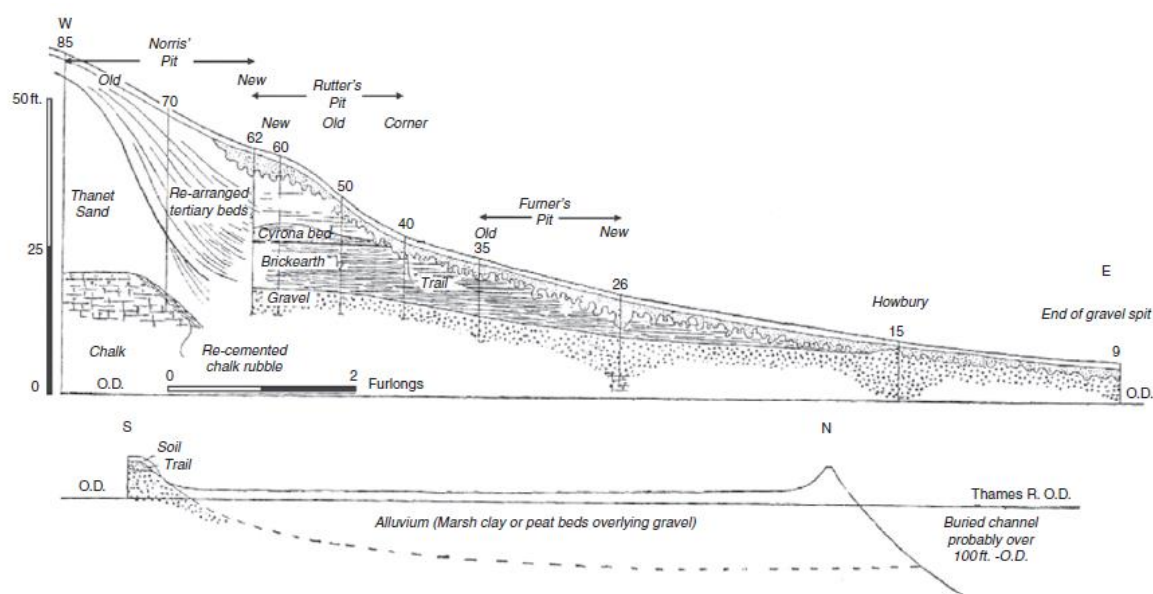 W
85
Norris'
Pit
Old
New
Rutter's
Pit
New
Old
Corner
50 ft.
70
62
60
50
40
Furner's
Pit
Old
New
35
26
Thanet
Sand
Re-arranged
tertiary beds
Cyrona bed
25
Brickearth
Trail
Gravel
E
Howbury
End of gravel spit
15
9
Chalk
Re-cemented
chalk rubble
0
O.D.
0
2
Furlongs
O.D.
S
N
Soil
Trail
O.D.
Thames R. O.D.
Alluvium (Marsh clay or peat beds overlying gravel)
Buried channel
probably over
100 ft. -O.D.